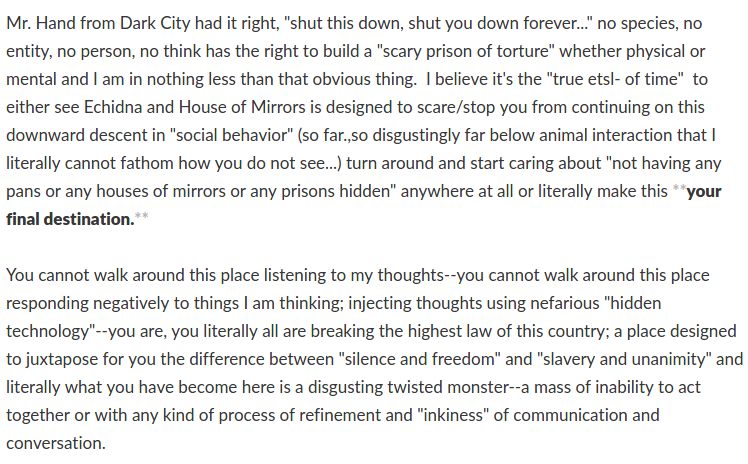 Mr. Hand from Dark City had it right, "shut this down, shut you down forever..." no species, no
entity, no person, no think has the right to build a "scary prison of torture" whether physical or
mental and I am in nothing less than that obvious thing.  I believe it's the "true etsl- of time"  to
either see Echidna and House of Mirrors is designed to scare/stop you from continuing on this
downward descent in "social behavior" (so far.,so disgustingly far below animal interaction that I
literally cannot fathom how you do not see...) turn around and start caring about "not having any
pans or any houses of mirrors or any prisons hidden" anywhere at all or literally make this **your
final destination.**

You cannot walk around this place listening to my thoughts--you cannot walk around this place
responding negatively to things I am thinking; injecting thoughts using nefarious "hidden
technology"--you are, you literally all are breaking the highest law of this country; a place designed
to juxtapose for you the difference between "silence and freedom" and "slavery and unanimity" and
literally what you have become here is a disgusting twisted monster--a mass of inability to act
together or with any kind of process of refinement and "inkiness" of communication and
conversation.